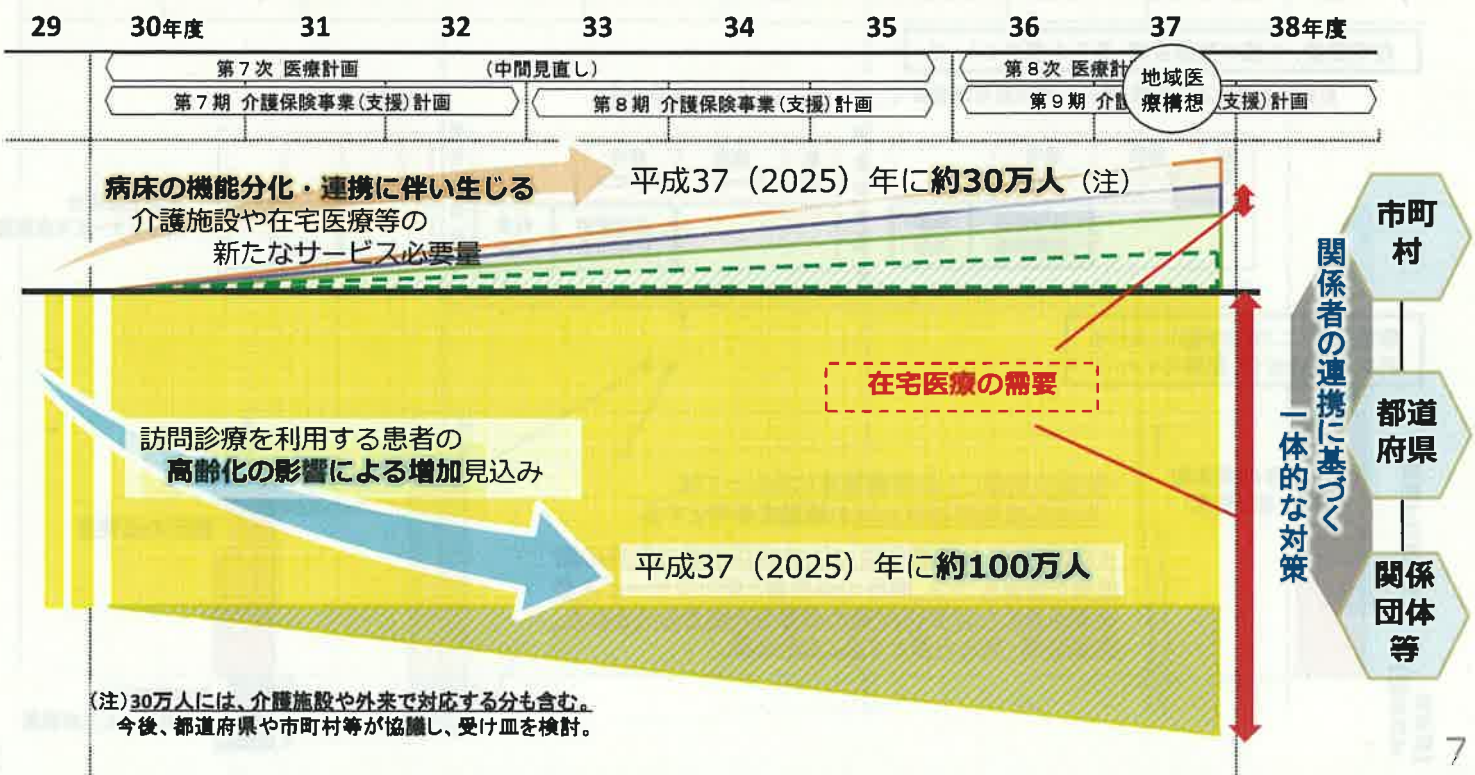 29 30年度 31 32 33 34 35 36 37 38年度
第7次 医療計画 (中間見直し)
第8次 医療計
第7期 介護保険事業(支援)計画
第8期 介護保険事業(支援)計画
第9期 介護
支援)計画
地域医
療構想
病床の機能分化・連携に伴い生じる
介護施設や在宅医療等の
新たなサービス必要量
平成37(2025)年に約30万人(注)
在宅医療の需要
訪問診療を利用する患者の
高齢化の影響による増加見込み
平成37(2025)年に約100万人
関係者の連携に基づく
一体的な対策
市町
村
都道
府県
関係
団体
等
(注)30万人には、介護施設や外来で対応する分も含む。
今後、都道府県や市町村等が協議し、受け皿を検討。
7